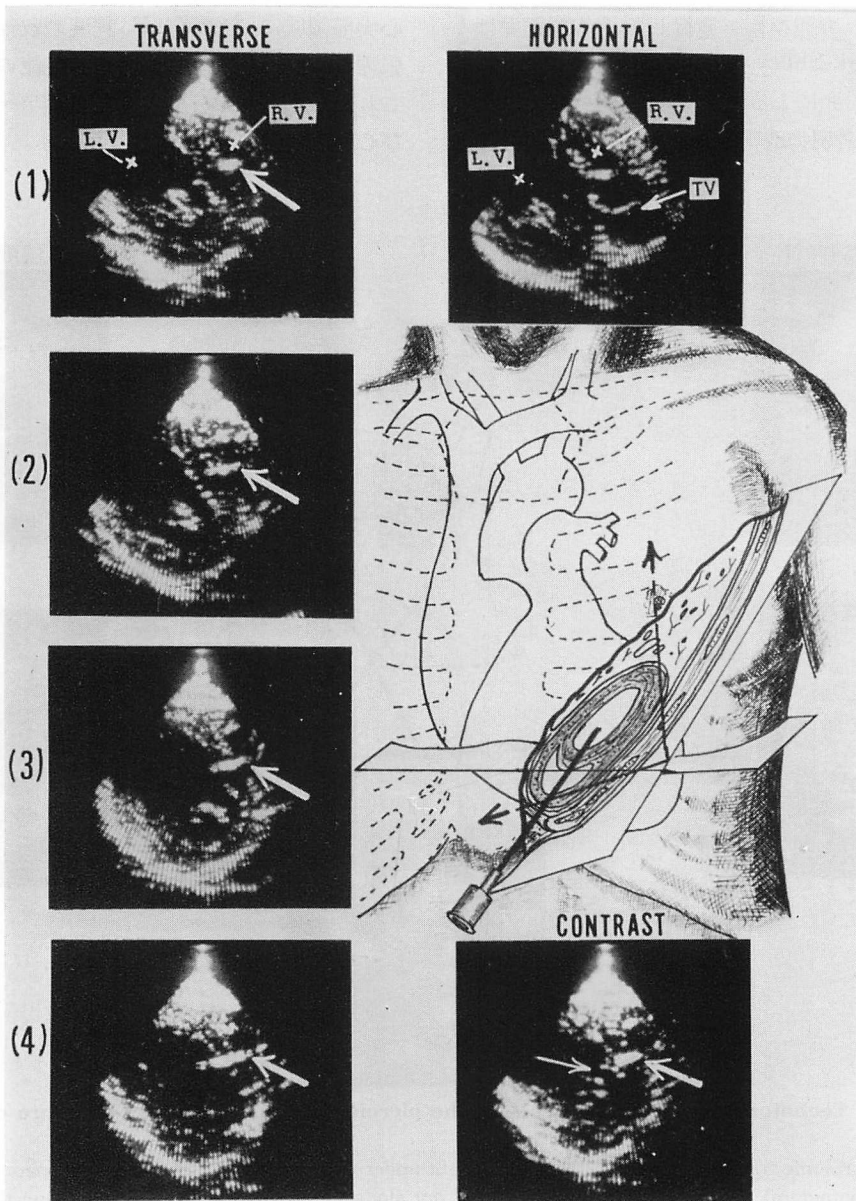 TRANSVERSE
HORIZONTAL
(1)
L.V.
R.V.
L.V.
R.V.
TV
(2)
(3)
(4)
CONTRAST